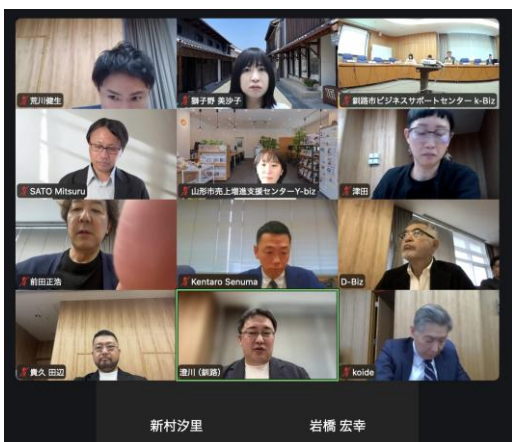 荒川健生
獅子野 美沙子
釧路市ビジネスサポートセンター k-Biz
SATO Mitsuru
山形市売上増進支援センターY-biz
津田
前田正浩
Kentaro Senuma
D-Biz
貴久 田辺
澄川 (釧路)
koide
新村汐里
岩橋 宏幸